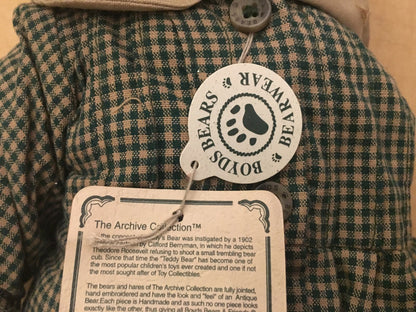 BOYDS BEARS
BEARWEAR
The Archive Collection™
the concept of Teddy's Bear was instigated by a 1902
by Clifford Berryman, in which he depicts
Theodore Roosevelt refusing to shoot a small trembling bear
cub. Since that time the "Teddy Bear" has become one of
the most popular children's toys ever created and one if not
the most sought after of Toy Collectibles.
The bears and hares of The Archive Collection are fully jointed,
hand embroidered and have the look and "feel" of an Antique
Bear.Each piece is Handmade and as such no one piece looks
exactly like the other, thus giving all Boyds Bears &